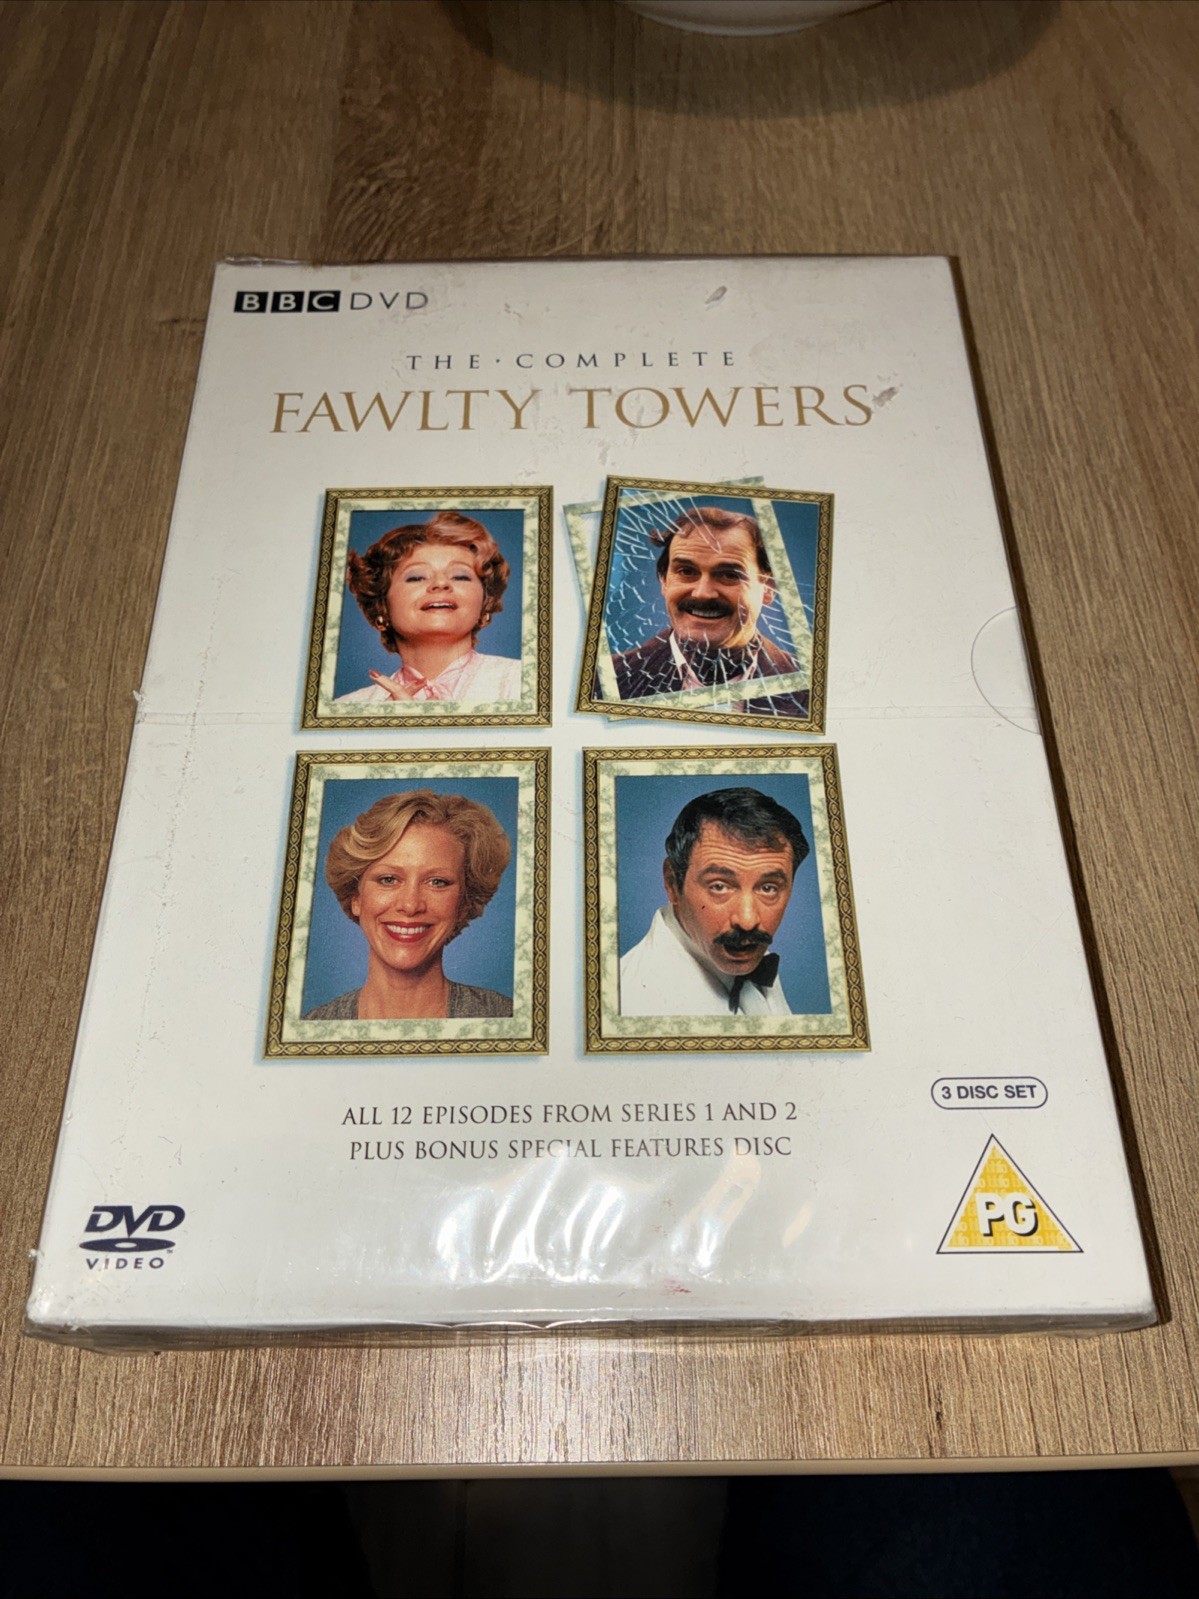 BBC DVD
THE · COMPLETE
FAWLTY TOWERS
ALL 12 EPISODES FROM SERIES 1 AND 2
PLUS BONUS SPECIAL FEATURES DISC
3 DISC SET
PG
DVD
VIDEO